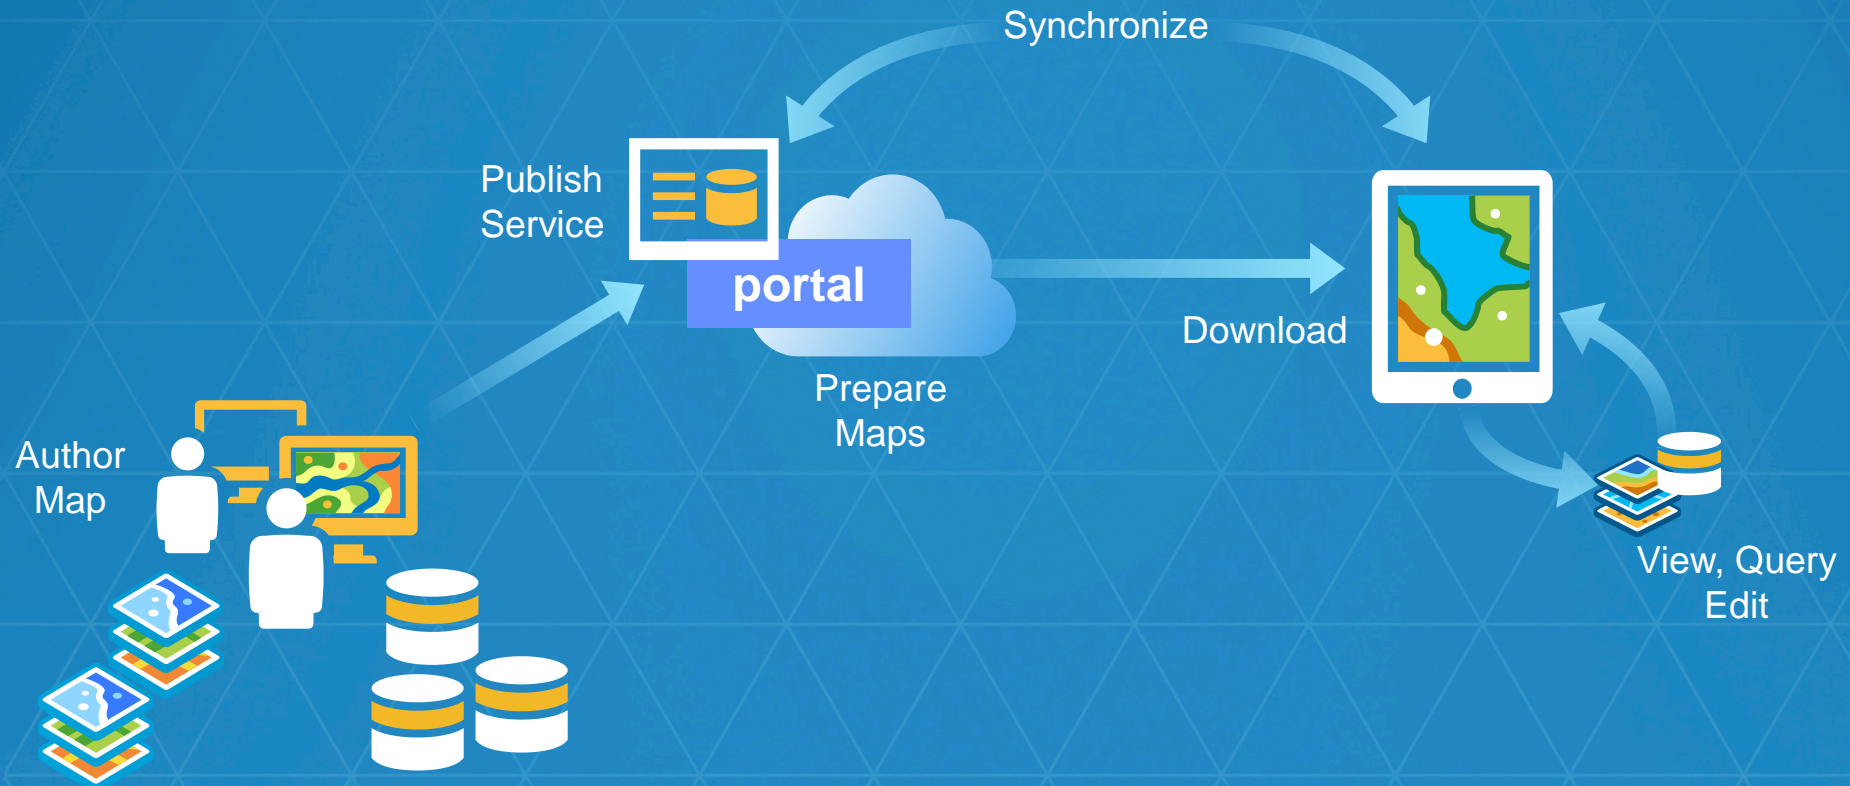 Synchronize
Publish
Service
portal
Download
Prepare
Maps
Author
Map
View, Query
Edit